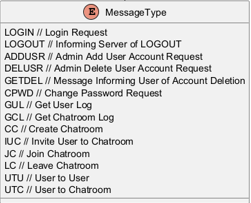 E MessageType
LOGIN // Login Request
LOGOUT // Informing Server of LOGOUT
ADDUSR // Admin Add User Account Request
DELUSR // Admin Delete User Account Request
GETDEL // Message Informing User of Account Deletion
CPWD // Change Password Request
GUL // Get User Log
GCL // Get Chatroom Log
CC // Create Chatroom
IUC // Invite User to Chatroom
JC // Join Chatroom
LC // Leave Chatroom
UTU // User to User
UTC // User to Chatroom